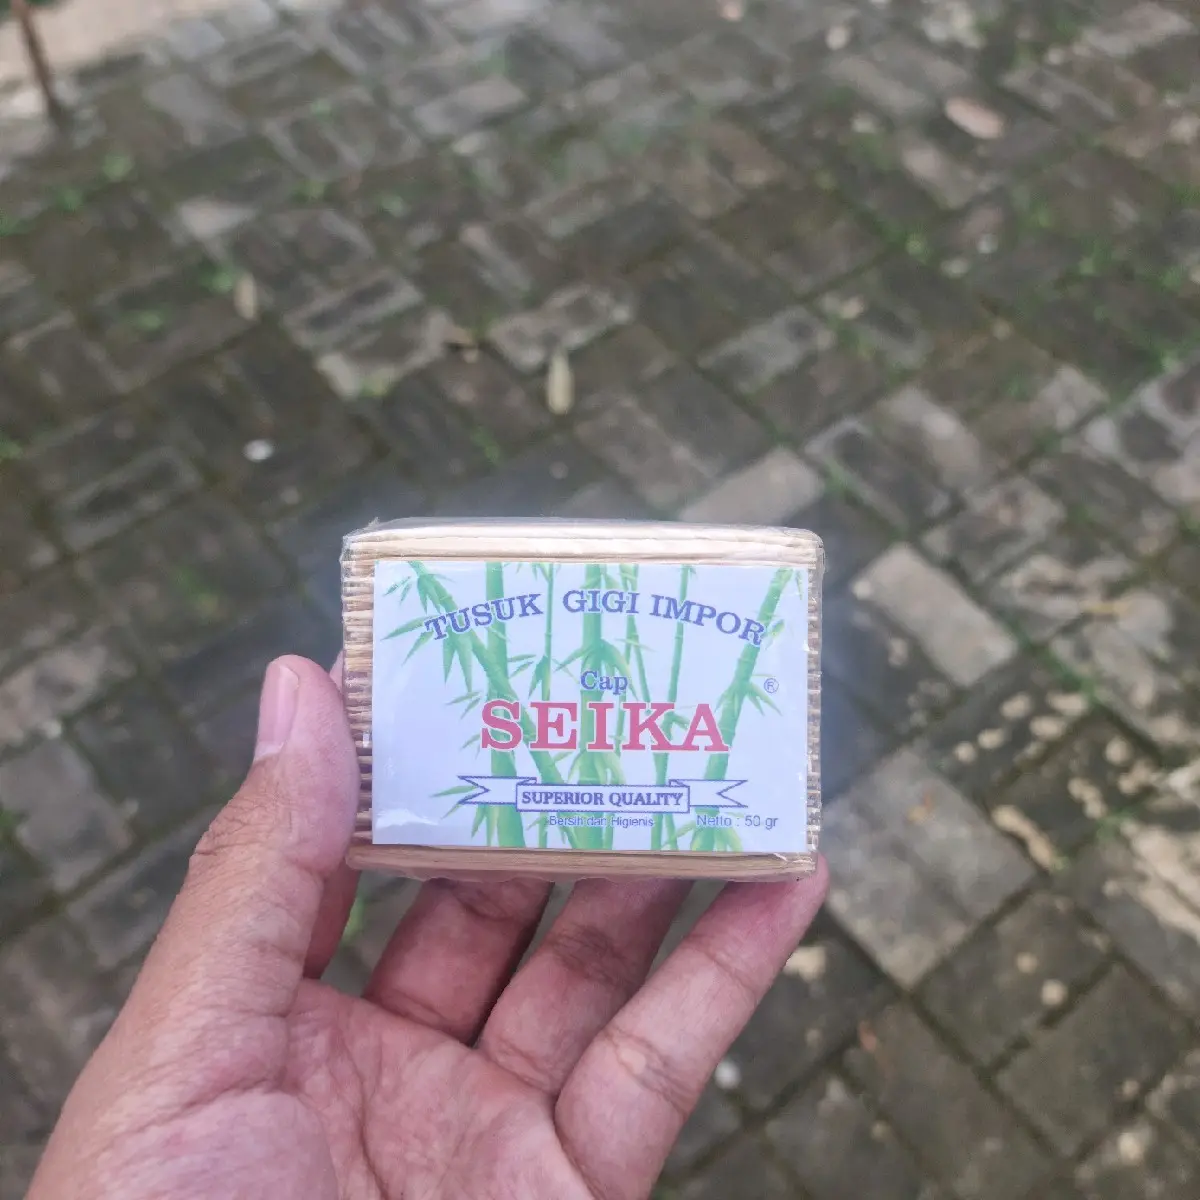 TUSUK GIGI IMPOR
Cap
®
SEIKA
SUPERIOR QUALITY
Bersih dan Higienis
Netto : 50 gr